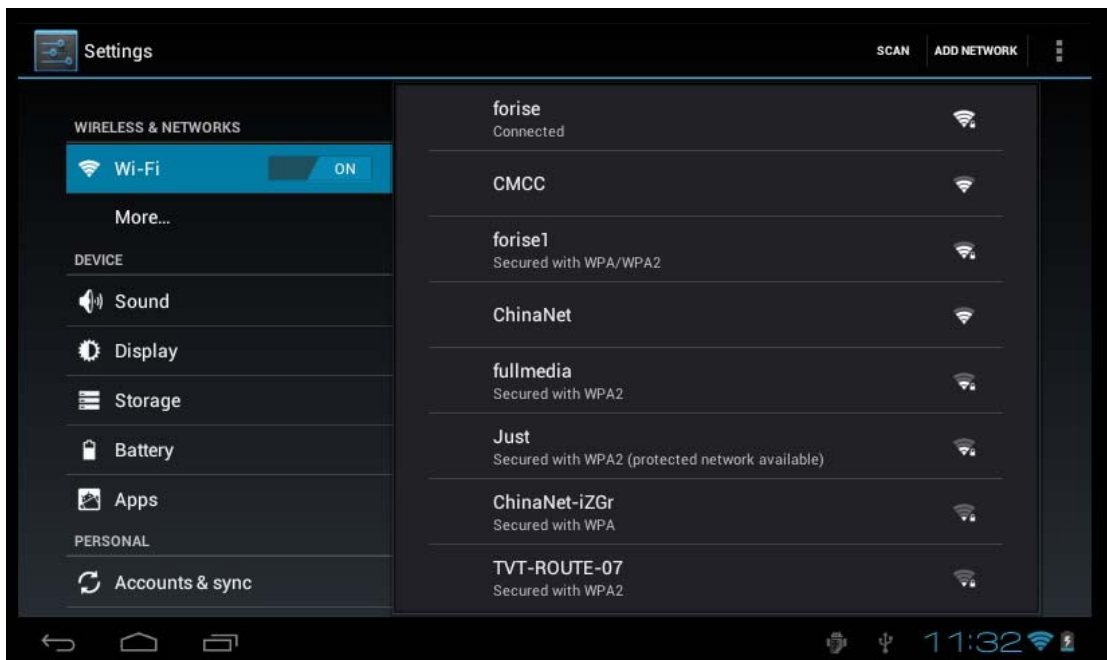 Settings
SCAN
ADD NETWORK
WIRELESS & NETWORKS
Wi-Fi
ON
More...
DEVICE
Sound
Display
Storage
Battery
Apps
PERSONAL
Accounts & sync
forise
Connected
CMCC
forise1
Secured with WPA/WPA2
ChinaNet
fullmedia
Secured with WPA2
Just
Secured with WPA2 (protected network available)
ChinaNet-iZGr
Secured with WPA
TVT-ROUTE-07
Secured with WPA2
11:32